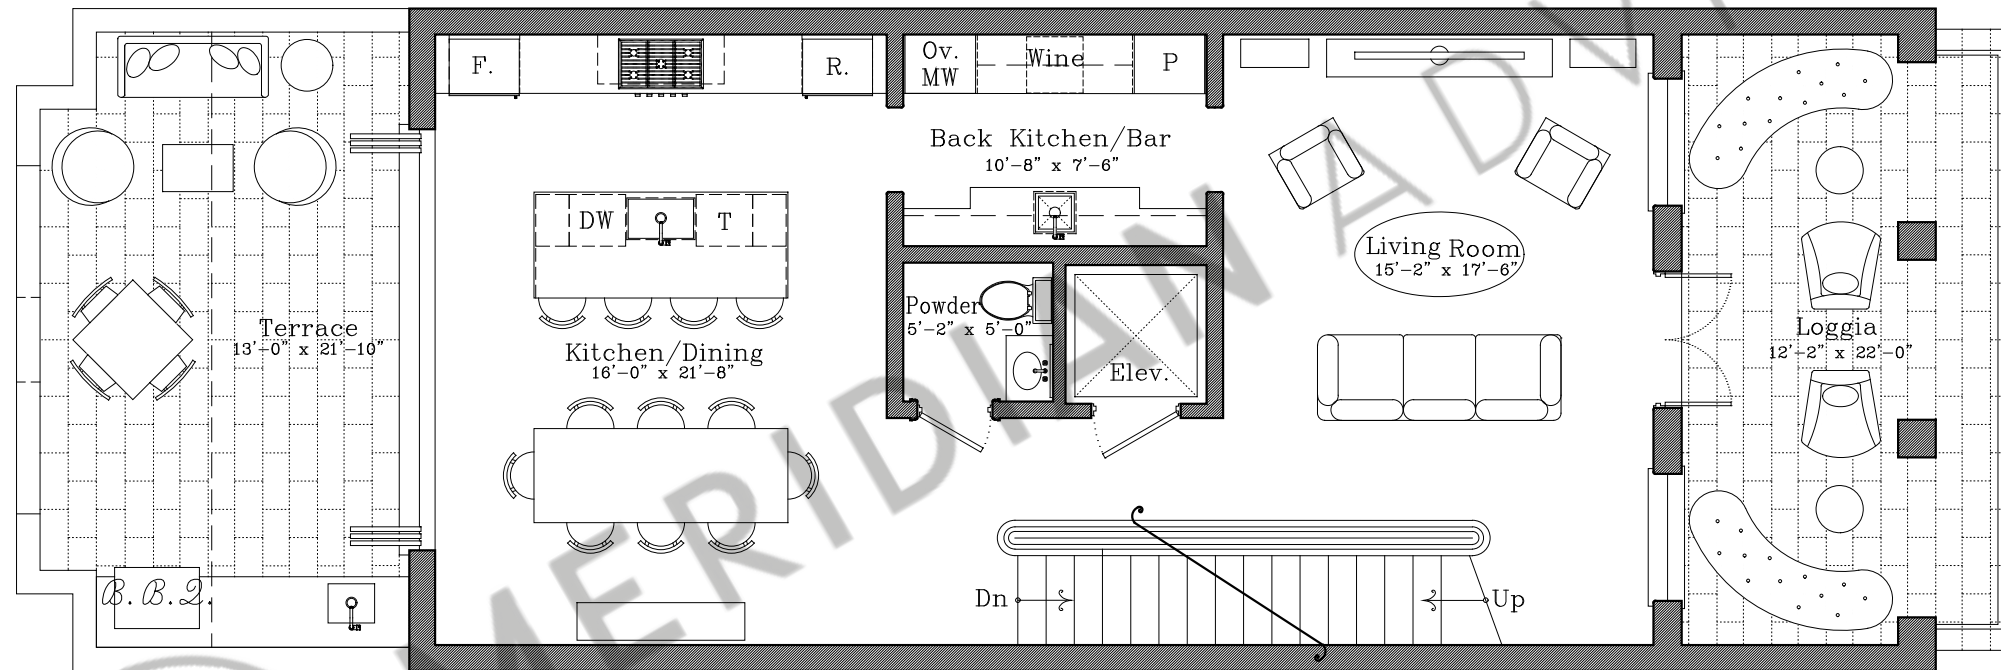 F.
R.
Ov.
MW
Wine
P
Back Kitchen/Bar
10'-8" x 7'-6"
DW
T
Living Room
15'-2" x 17'-6"
Powder
5'-2" x 5'-0"
Elev.
Terrace
13'-0" x 21'-10"
Kitchen/Dining
16'-0" x 21'-8"
Loggia
12'-2" x 22'-0"
B.B.Q.
Dn
Up
MERIDIAN ADV